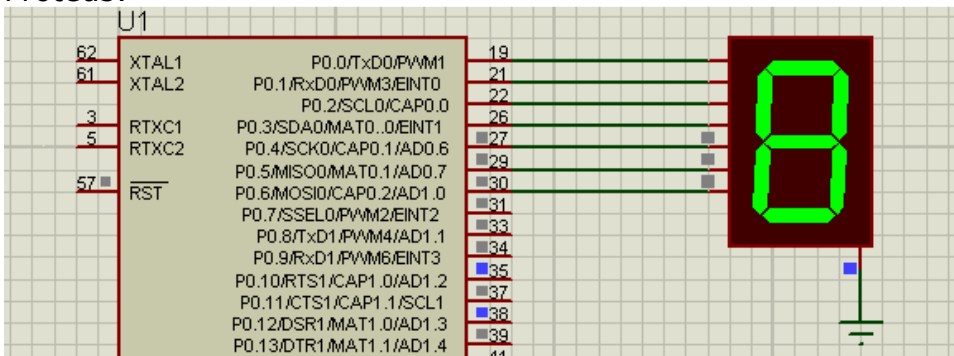 U1
62 XTAL1 P0.0/TxD0/PWM1 19
61 XTAL2 P0.1/RxD0/PWM3/EINT0 21
P0.2/SCL0/CAP0.0 22
3 RTXC1 P0.3/SDA0/MAT0..0/EINT1 26
5 RTXC2 P0.4/SCK0/CAP0.1/AD0.6 27
P0.5/MISO0/MAT0.1/AD0.7 29
57 RST P0.6/MOSI0/CAP0.2/AD1.0 30
P0.7/SSEL0/PWM2/EINT2 31
P0.8/TxD1/PWM4/AD1.1 33
P0.9/RxD1/PWM6/EINT3 34
P0.10/RTS1/CAP1.0/AD1.2 35
P0.11/CTS1/CAP1.1/SCL1 37
P0.12/DSR1/MAT1.0/AD1.3 38
P0.13/DTR1/MAT1.1/AD1.4 39
8